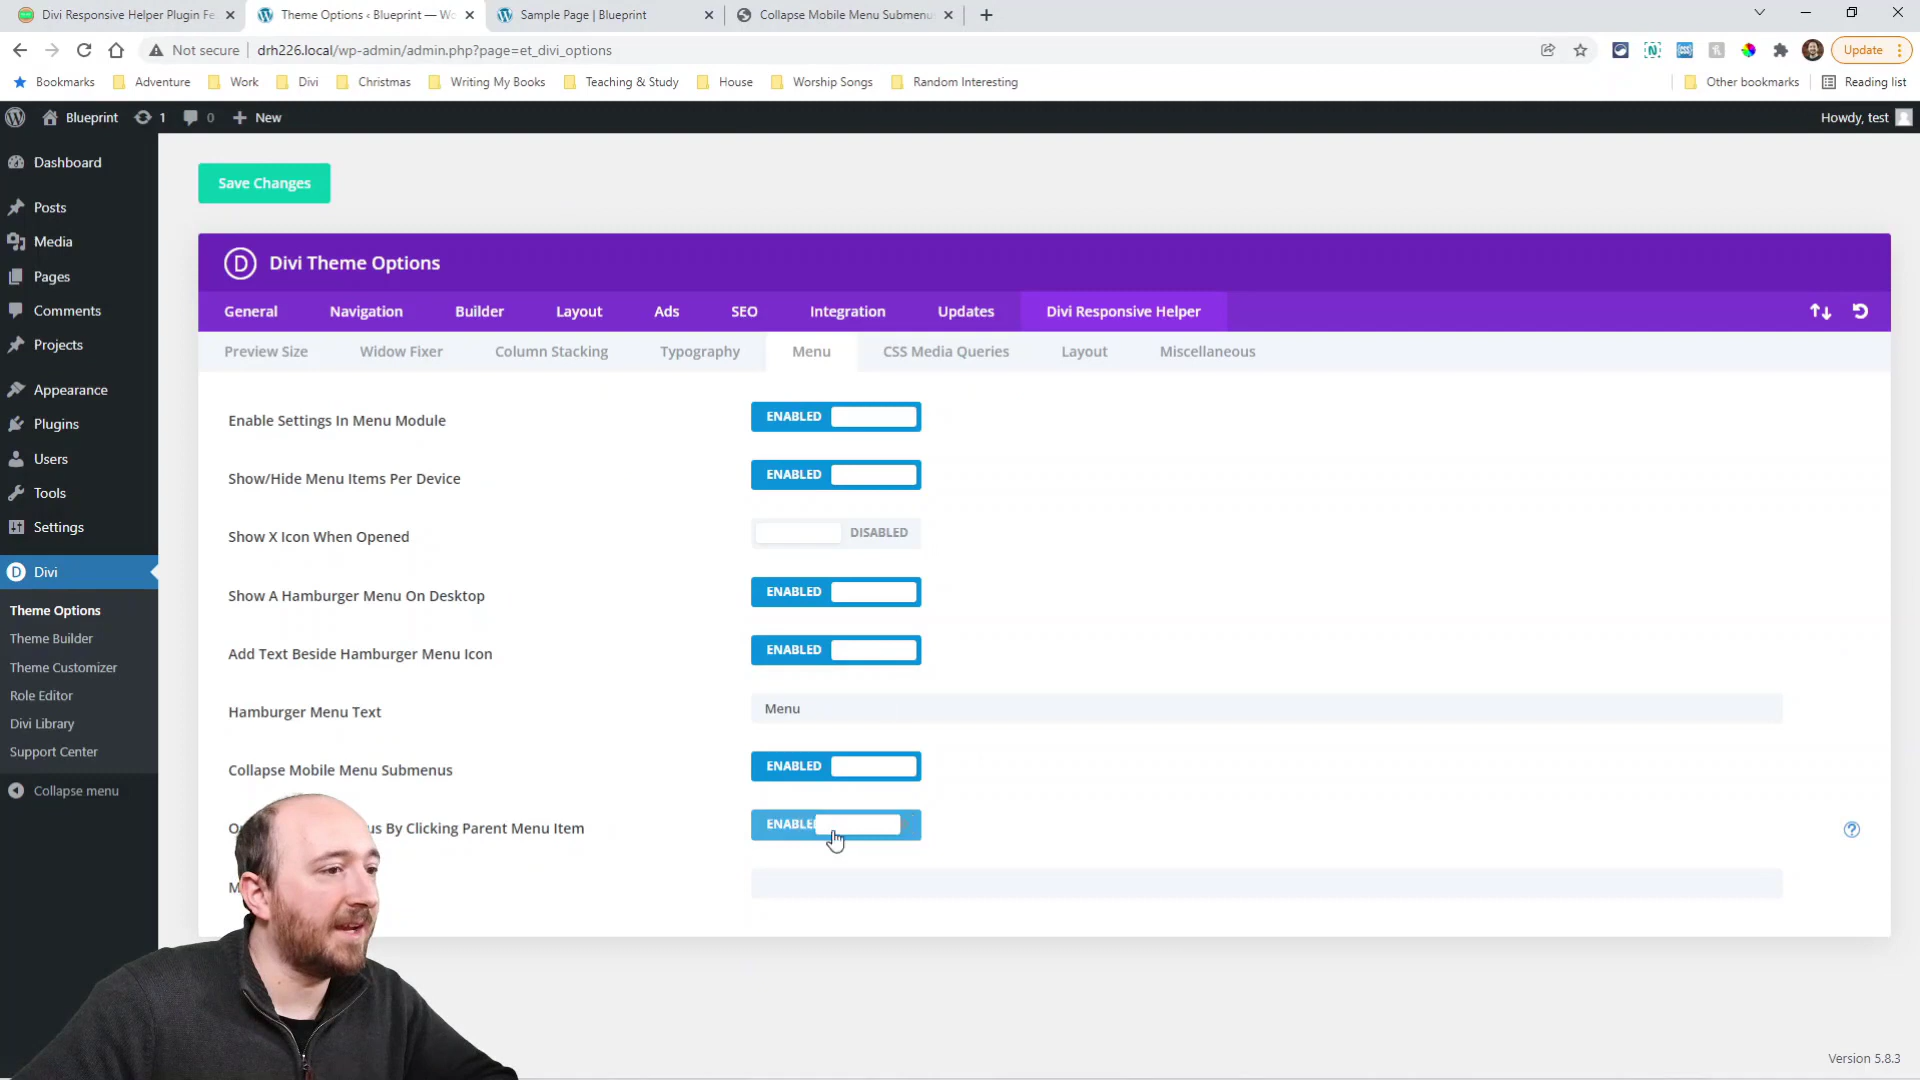 Divi Responsive Helper Plugin Fe
Theme Options ‹ Blueprint — Wo
Sample Page | Blueprint
Collapse Mobile Menu Submenus
Not secure
drh226.local/wp-admin/admin.php?page=et_divi_options
Update
Bookmarks
Adventure
Work
Divi
Christmas
Writing My Books
Teaching & Study
House
Worship Songs
Random Interesting
Other bookmarks
Reading list
Blueprint
1
0
New
Howdy, test
Dashboard
Posts
Media
Pages
Comments
Projects
Appearance
Plugins
Users
Tools
Settings
Divi
Theme Options
Theme Builder
Theme Customizer
Role Editor
Divi Library
Support Center
Collapse menu
Save Changes
D Divi Theme Options
General
Navigation
Builder
Layout
Ads
SEO
Integration
Updates
Divi Responsive Helper
Preview Size
Widow Fixer
Column Stacking
Typography
Menu
CSS Media Queries
Layout
Miscellaneous
Enable Settings In Menu Module
ENABLED
Show/Hide Menu Items Per Device
ENABLED
Show X Icon When Opened
DISABLED
Show A Hamburger Menu On Desktop
ENABLED
Add Text Beside Hamburger Menu Icon
ENABLED
Hamburger Menu Text
Menu
Collapse Mobile Menu Submenus
ENABLED
By Clicking Parent Menu Item
ENABLED
?
Version 5.8.3